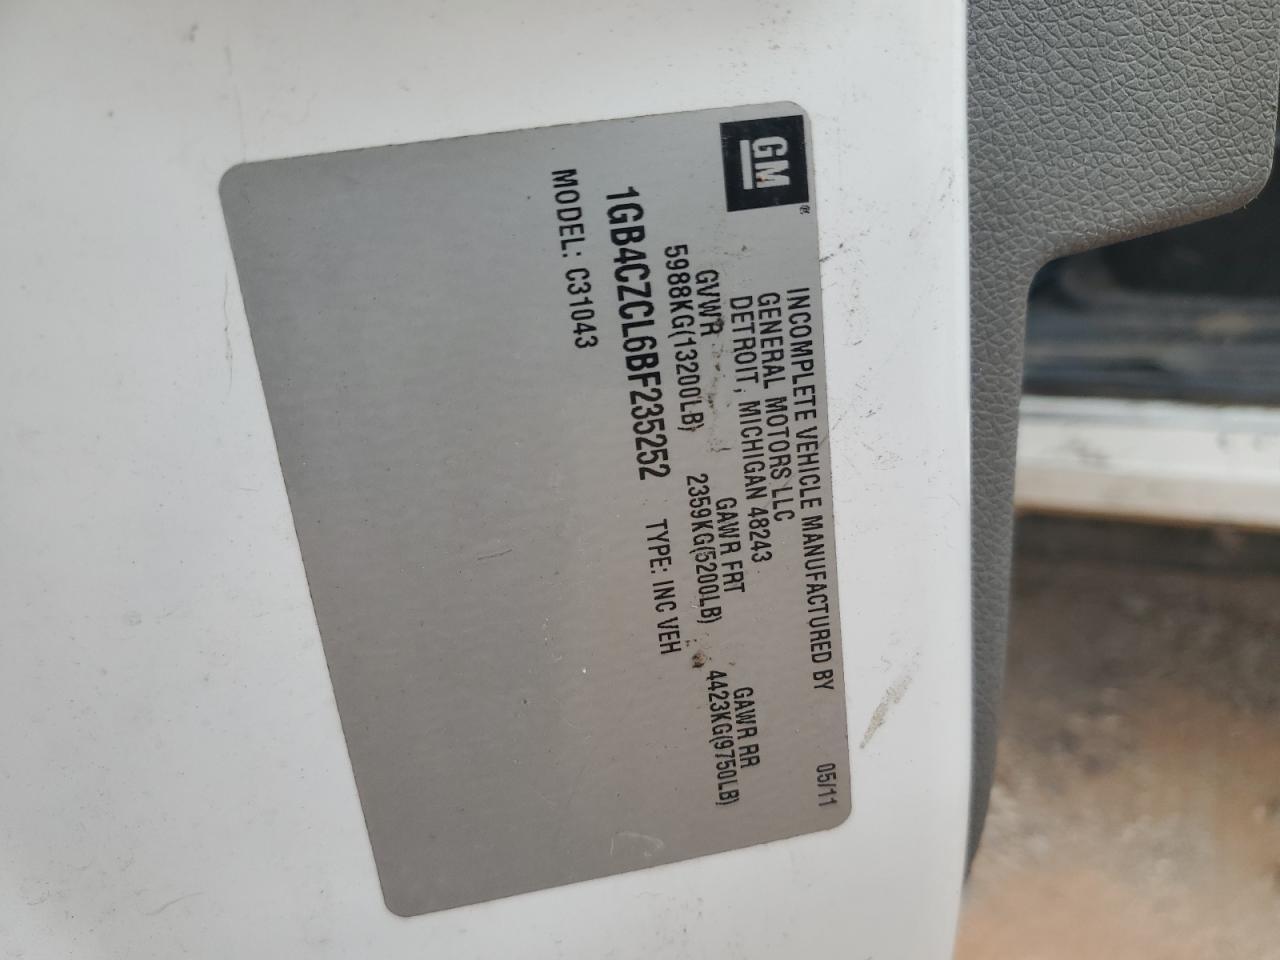 GM
INCOMPLETE VEHICLE MANUFACTURED BY 05/11
GENERAL MOTORS LLC
DETROIT, MICHIGAN 48243
GVWR GAWR FRT GAWR RR
5988KG(13200LB) 2359KG(5200LB) 4423KG(9750LB)
1GB4CZCL6BF235252 TYPE: INC VEH
MODEL: C31043